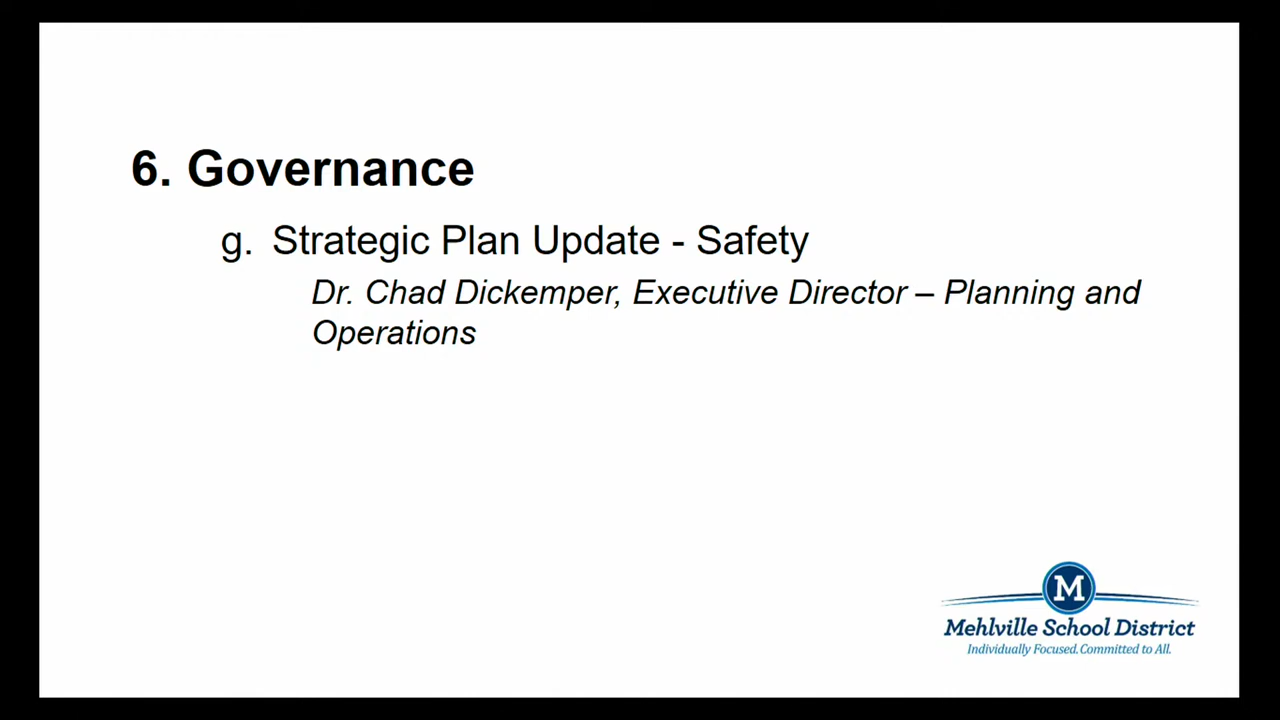 6. Governance
g. Strategic Plan Update - Safety
Dr. Chad Dickemper, Executive Director – Planning and
Operations
M
Mehlville School District
Individually Focused. Committed to All.